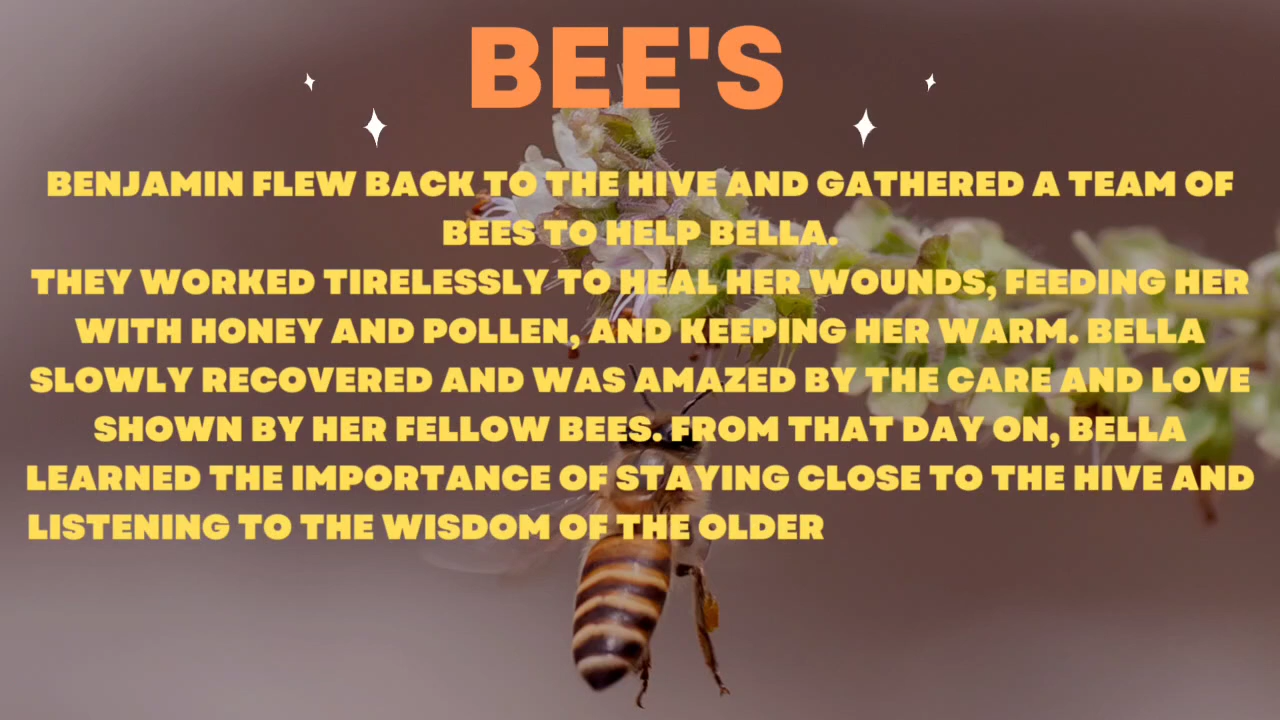 BEE'S
BENJAMIN FLEW BACK TO THE HIVE AND GATHERED A TEAM OF
BEES TO HELP BELLA.
THEY WORKED TIRELESSLY TO HEAL HER WOUNDS, FEEDING HER
WITH HONEY AND POLLEN, AND KEEPING HER WARM. BELLA
SLOWLY RECOVERED AND WAS AMAZED BY THE CARE AND LOVE
SHOWN BY HER FELLOW BEES. FROM THAT DAY ON, BELLA
LEARNED THE IMPORTANCE OF STAYING CLOSE TO THE HIVE AND
LISTENING TO THE WISDOM OF THE OLDER